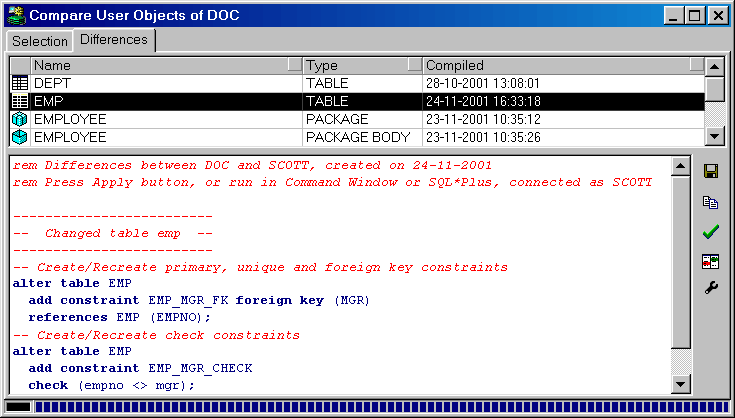 Compare User Objects of DOC
Selection Differences
Name Type Compiled
DEPT TABLE 28-10-2001 13:08:01
EMP TABLE 24-11-2001 16:33:18
EMPLOYEE PACKAGE 23-11-2001 10:35:12
EMPLOYEE PACKAGE BODY 23-11-2001 10:35:26
rem Differences between DOC and SCOTT, created on 24-11-2001
rem Press Apply button, or run in Command Window or SQL*Plus, connected as SCOTT
-------------------------
--  Changed table emp  --
-------------------------
-- Create/Recreate primary, unique and foreign key constraints
alter table EMP
  add constraint EMP_MGR_FK foreign key (MGR)
  references EMP (EMPNO);
-- Create/Recreate check constraints
alter table EMP
  add constraint EMP_MGR_CHECK
  check (empno <> mgr);